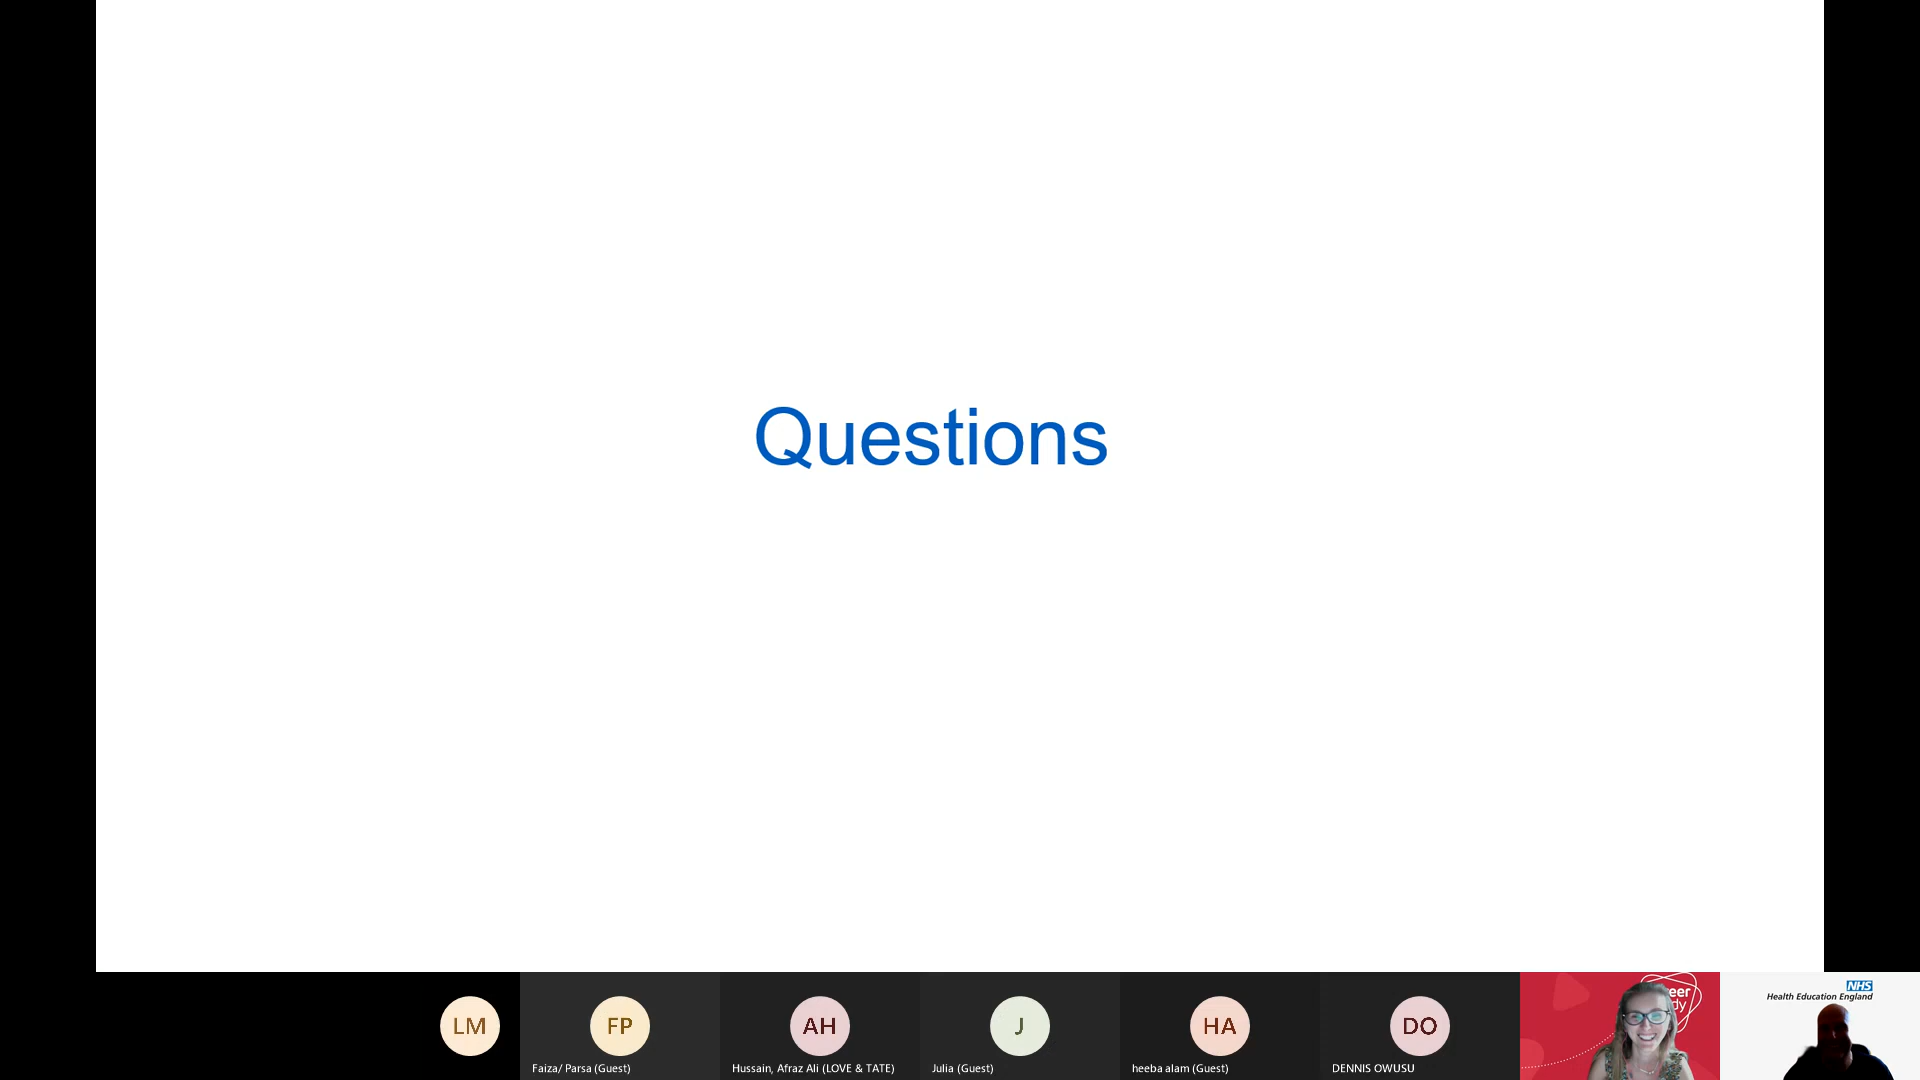 Questions
LM
FP
AH
J
HA
DO
Faiza/ Parsa (Guest)
Hussain, Afraz Ali (LOVE & TATE)
Julia (Guest)
heeba alam (Guest)
DENNIS OWUSU
NHS
Health Education England